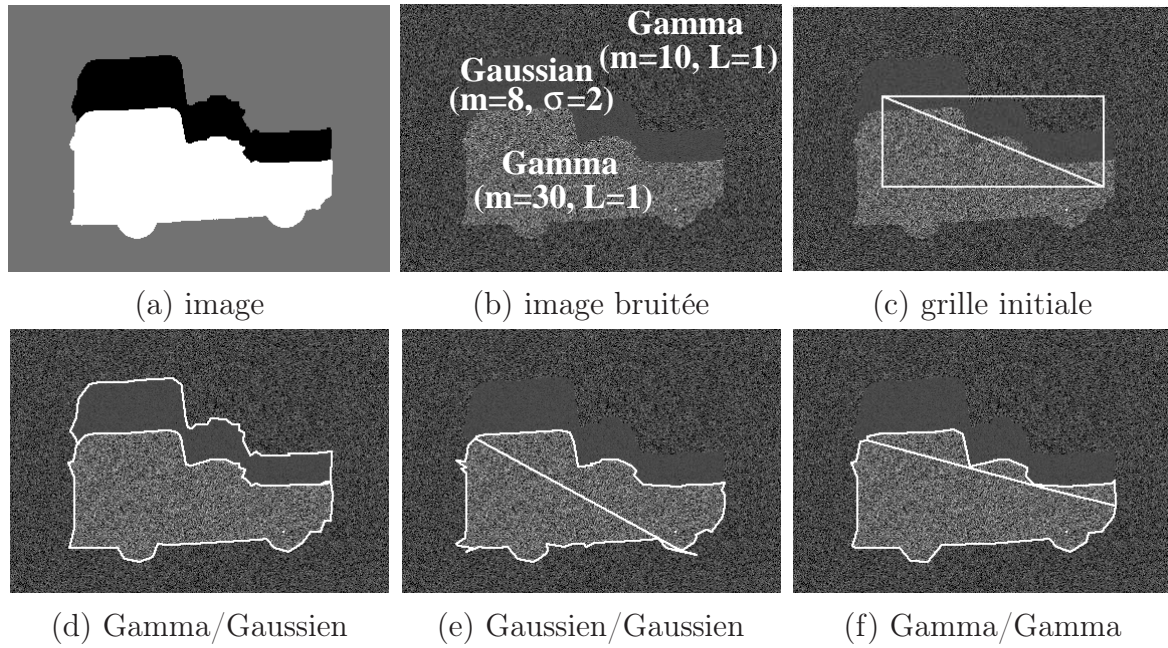 Gamma
(m=10, L=1)
Gaussian
(m=8, σ=2)
Gamma
(m=30, L=1)
(a) image
(b) image bruitée
(c) grille initiale
(d) Gamma/Gaussien
(e) Gaussien/Gaussien
(f) Gamma/Gamma